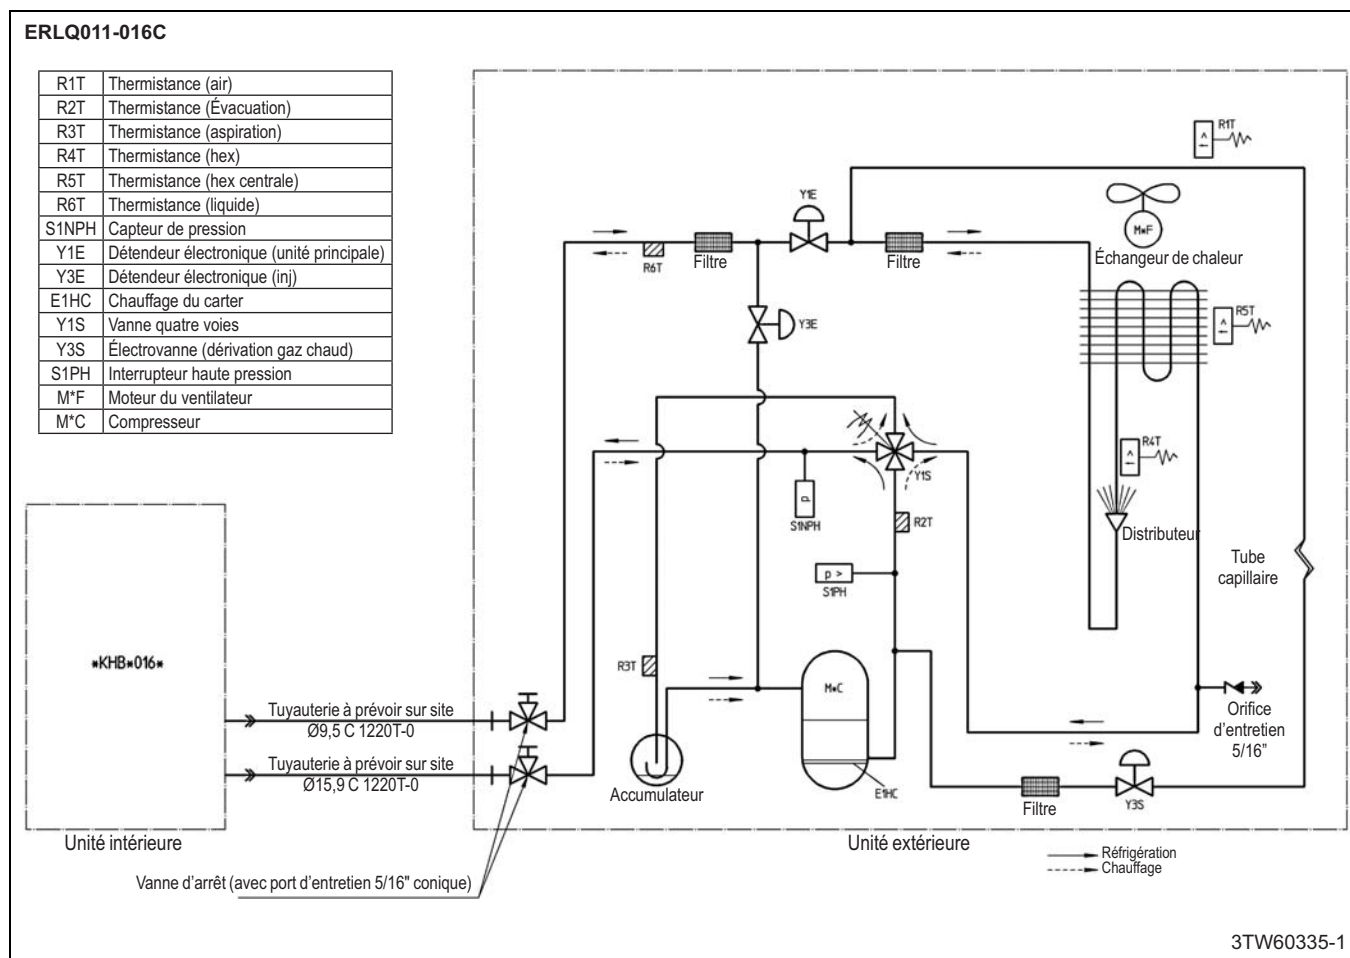 ERLQ011-016C
R1T Thermistance (air)
R2T Thermistance (Évacuation)
R3T Thermistance (aspiration)
R4T Thermistance (hex)
R5T Thermistance (hex centrale)
R6T Thermistance (liquide)
S1NPH Capteur de pression
Y1E Détendeur électronique (unité principale)
Y3E Détendeur électronique (inj)
E1HC Chauffage du carter
Y1S Vanne quatre voies
Y3S Électrovanne (dérivation gaz chaud)
S1PH Interrupteur haute pression
M*F Moteur du ventilateur
M*C Compresseur
R1T
Y1E
M*F
Échangeur de chaleur
R6T
Filtre
Filtre
Y3E
R5T
R4T
Y1S
p
S1NPH
R2T
Distributeur
Tube
capillaire
p >
S1PH
*KHB*016*
R3T
M*C
Tuyauterie à prévoir sur site
Ø9,5 C 1220T-0
Orifice
d'entretien
5/16"
Tuyauterie à prévoir sur site
Ø15,9 C 1220T-0
Accumulateur
E1HC
Filtre
Y3S
Unité intérieure
Unité extérieure
Réfrigération
Chauffage
Vanne d'arrêt (avec port d'entretien 5/16" conique)
3TW60335-1